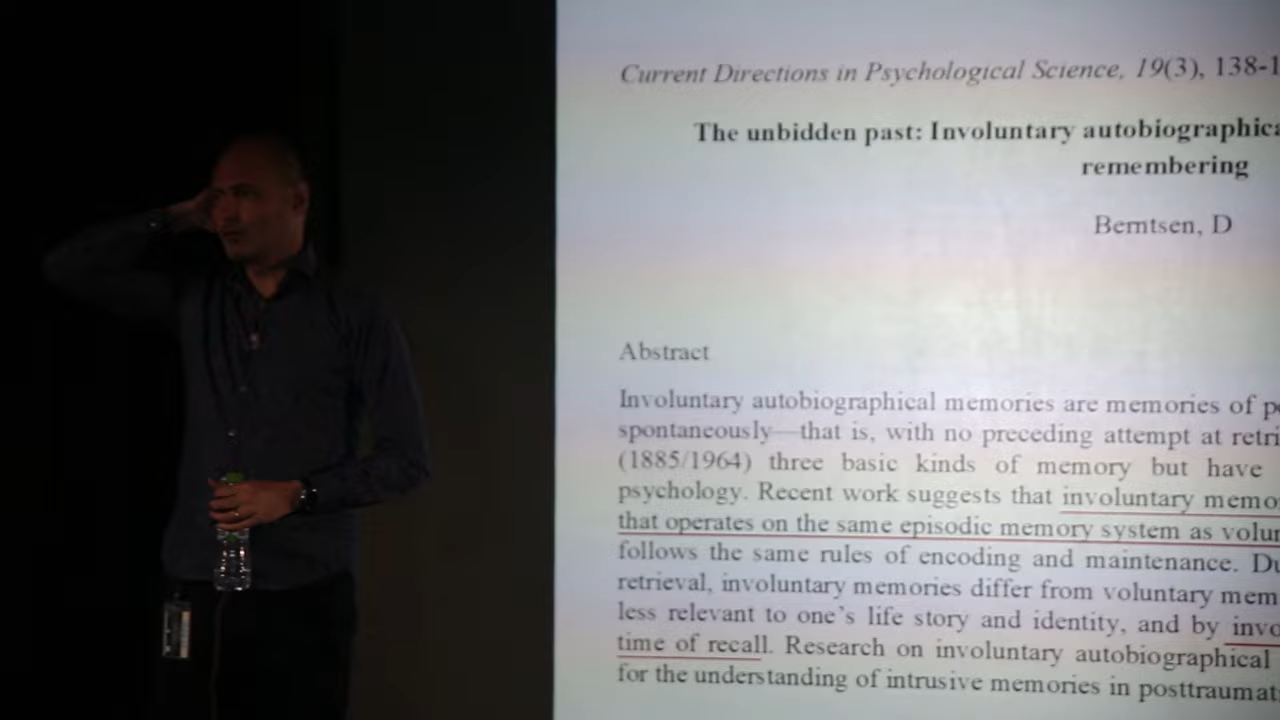 Current Directions in Psychological Science, 19(3), 138-1
The unbidden past: Involuntary autobiographica
remembering
Berntsen, D
Abstract
Involuntary autobiographical memories are memories of p
spontaneously—that is, with no preceding attempt at retri
(1885/1964) three basic kinds of memory but have
psychology. Recent work suggests that involuntary memo
that operates on the same episodic memory system as volun
follows the same rules of encoding and maintenance. Du
retrieval, involuntary memories differ from voluntary mem
less relevant to one's life story and identity, and by invo
time of recall. Research on involuntary autobiographical
for the understanding of intrusive memories in posttraumat